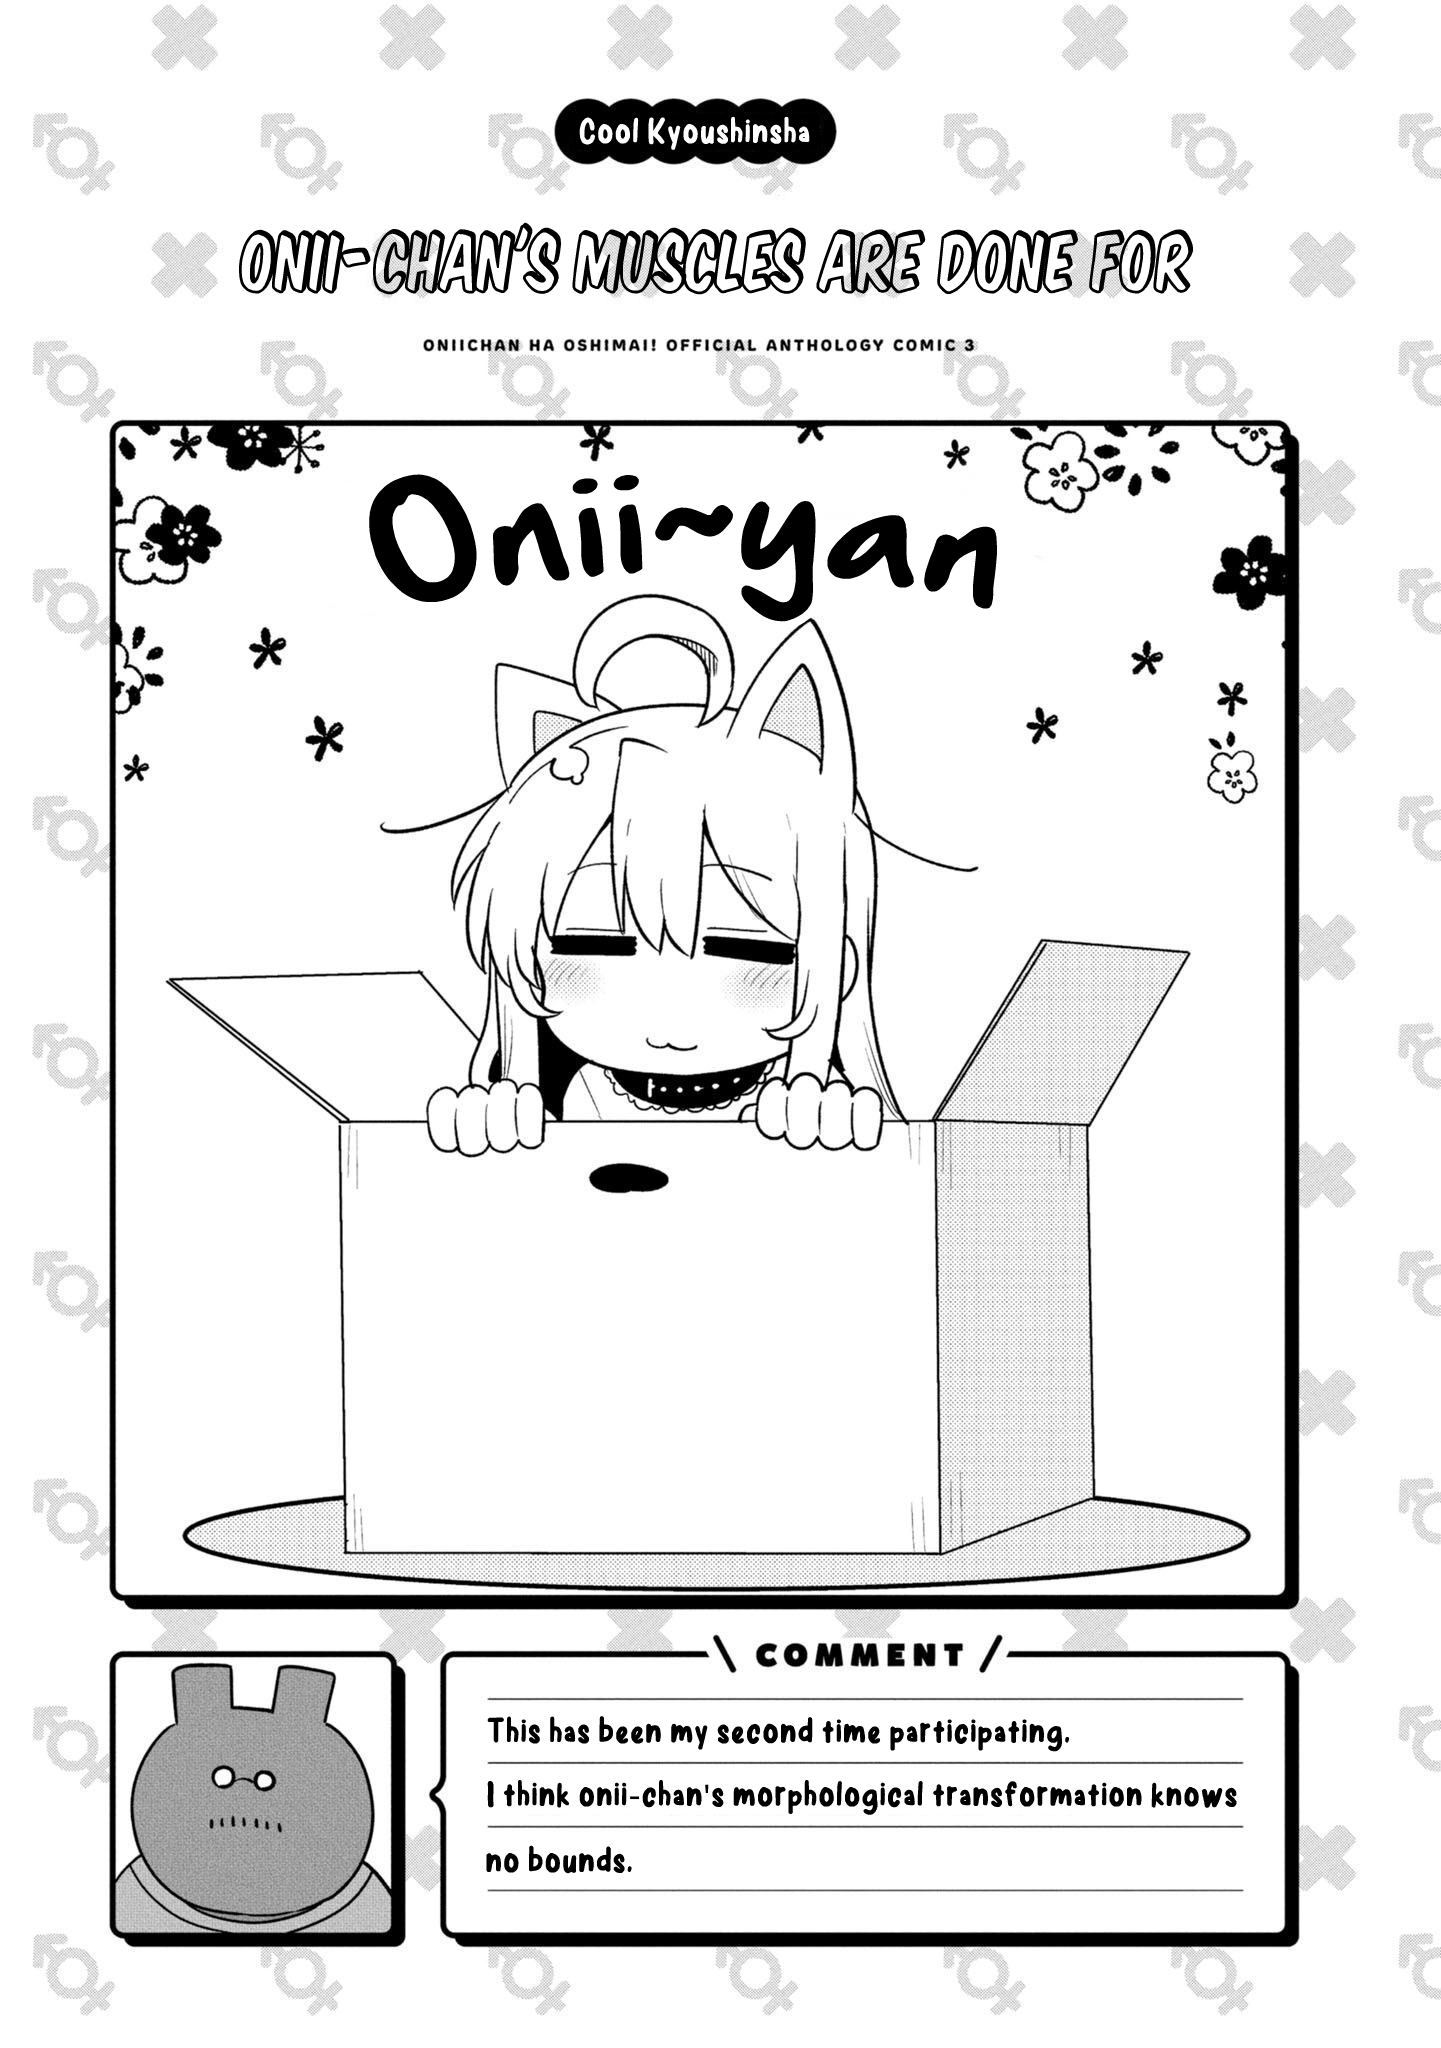 Cool Kyoushinsha
ONII-CHAN'S MUSCLES ARE DONE FOR
ONIICHAN HA OSHIMAI! OFFICIAL ANTHOLOGY COMIC 3
Onii~yan
\ COMMENT /
This has been my second time participating.
I think onii-chan's morphological transformation knows
no bounds.